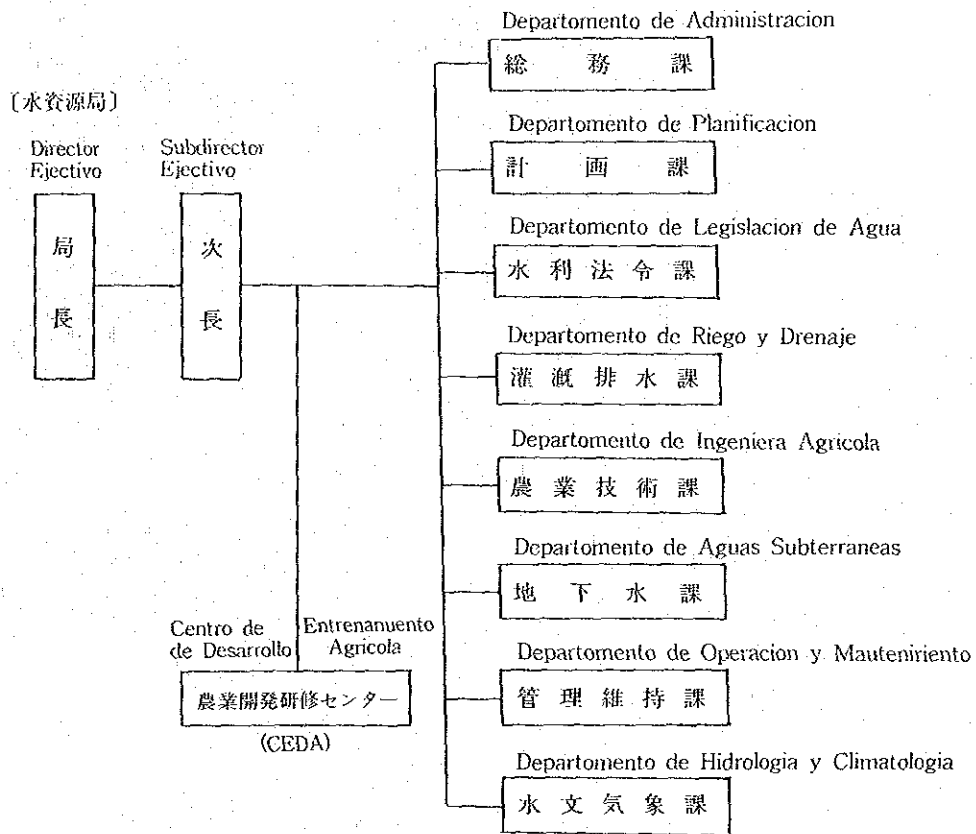 〔水資源局〕
Director
Ejectivo
局長
Subdirector
Ejectivo
次長
Departomento de Administracion
総務課
Departomento de Planificacion
計画課
Departomento de Legislacion de Agua
水利法令課
Departomento de Riego y Drenaje
灌漑排水課
Departomento de Ingeniera Agricola
農業技術課
Departomento de Aguas Subterraneas
地下水課
Departomento de Operacion y Mauteniriento
管理維持課
Departomento de Hidrologia y Climatologia
水文気象課
Centro de Entrenanuento
de Desarrollo Agricola
農業開発研修センター
(CEDA)